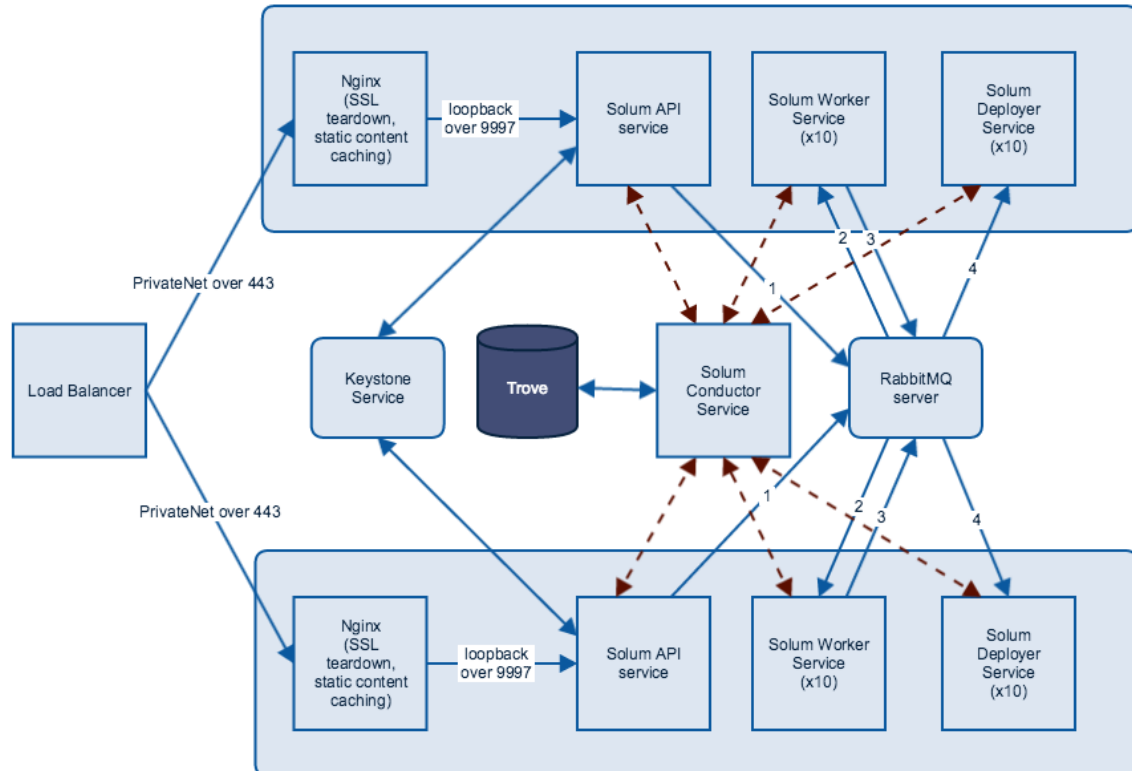 Nginx
(SSL
teardown,
static content
caching)
loopback
over 9997
Solum API
service
Solum Worker
Service
(x10)
Solum
Deployer
Service
(x10)
2
3
4
PrivateNet over 443
1
Load Balancer
Keystone
Service
Trove
Solum
Conductor
Service
RabbitMQ
server
PrivateNet over 443
1
2
3
4
Nginx
(SSL
teardown,
static content
caching)
loopback
over 9997
Solum API
service
Solum Worker
Service
(x10)
Solum
Deployer
Service
(x10)